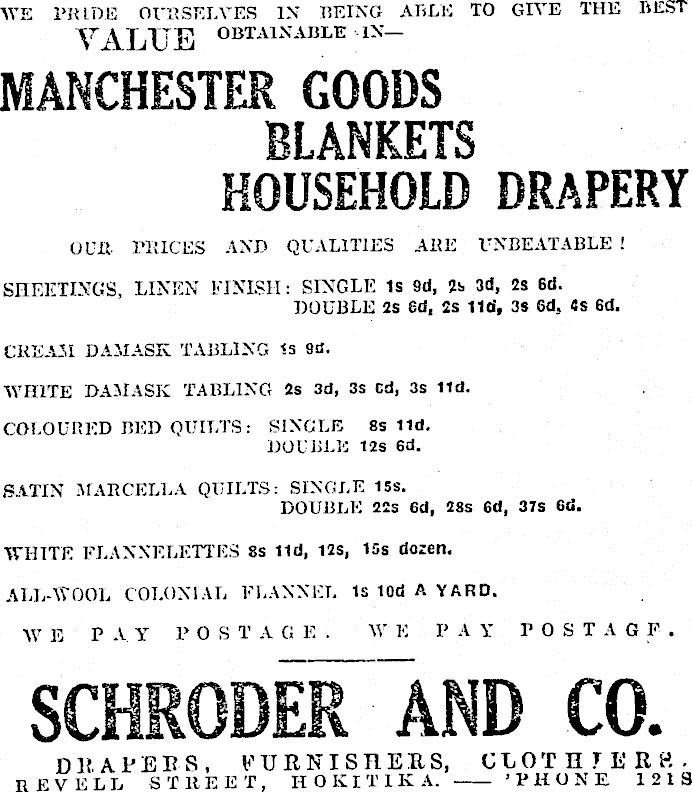 WE PRIDE OURSELVES IN BEING ABLE TO GIVE THE BEST
VALUE OBTAINABLE IN—
MANCHESTER GOODS
BLANKETS
HOUSEHOLD DRAPERY
OUR PRICES AND QUALITIES ARE UNBEATABLE!
SHEETINGS, LINEN FINISH: SINGLE 1s 9d, 2s 3d, 2s 6d.
DOUBLE 2s 6d, 2s 11d, 3s 6d, 4s 6d.
CREAM DAMASK TABLING 1s 9d.
WHITE DAMASK TABLING 2s 3d, 3s 6d, 3s 11d.
COLOURED BED QUILTS: SINGLE 8s 11d.
DOUBLE 12s 6d.
SATIN MARCELLA QUILTS: SINGLE 15s.
DOUBLE 22s 6d, 28s 6d, 37s 6d.
WHITE FLANNELETTES 8s 11d, 12s, 15s dozen.
ALL-WOOL COLONIAL FLANNEL 1s 10d A YARD.
WE PAY POSTAGE. WE PAY POSTAGE.
SCHRODER AND CO.
DRAPERS, FURNISHERS, CLOTHIERS.
REVELL STREET, HOKITIKA. — 'PHONE 121S